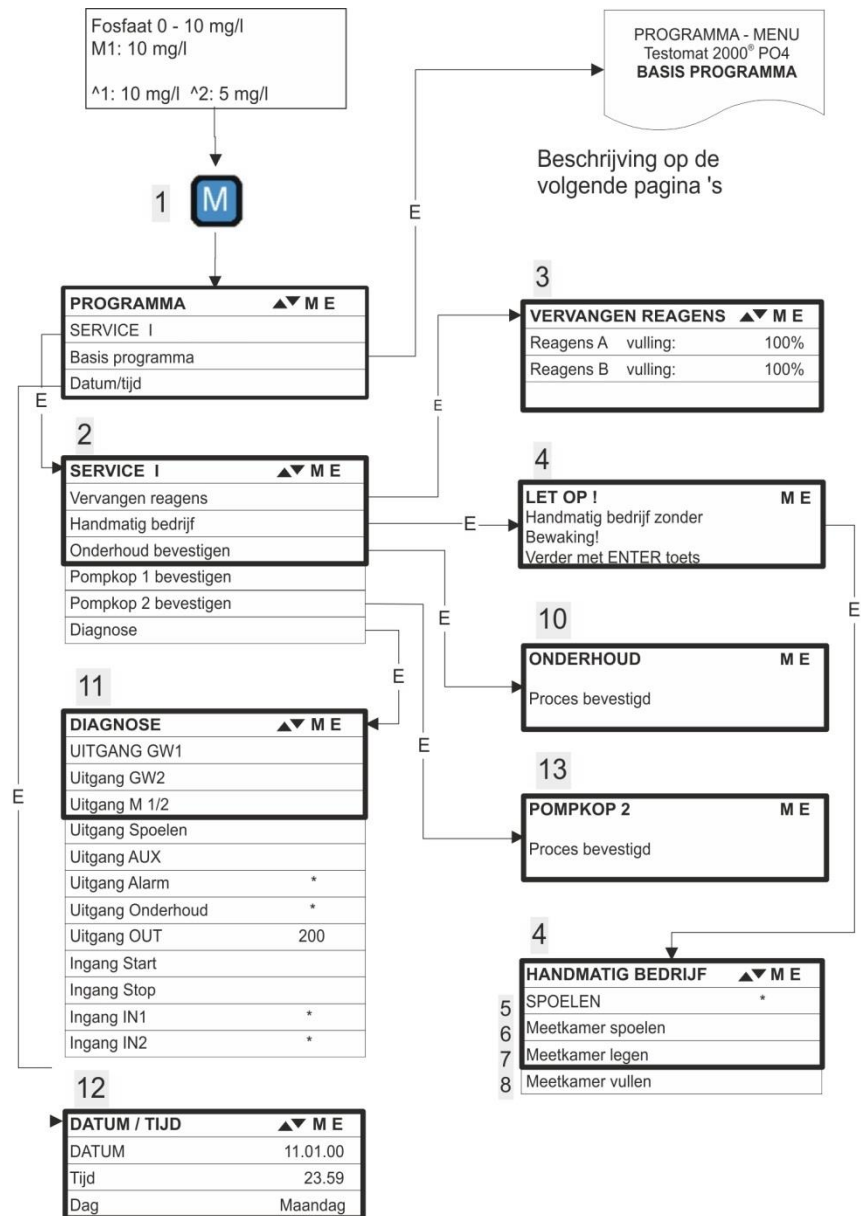 Fosfaat 0 - 10 mg/l
M1: 10 mg/l
^1: 10 mg/l ^2: 5 mg/l
PROGRAMMA - MENU
Testomat 2000® PO4
BASIS PROGRAMMA
Beschrijving op de
volgende pagina 's
1
M
E
PROGRAMMA ▲▼ M E
SERVICE I
Basis programma
Datum/tijd
E
2
SERVICE I ▲▼ M E
Vervangen reagens
Handmatig bedrijf
Onderhoud bevestigen
Pompkop 1 bevestigen
Pompkop 2 bevestigen
Diagnose
E
3
VERVANGEN REAGENS ▲▼ M E
Reagens A vulling: 100%
Reagens B vulling: 100%
E
4
LET OP ! M E
Handmatig bedrijf zonder
Bewaking!
Verder met ENTER toets
E
E
10
ONDERHOUD M E
Proces bevestigd
E
11
DIAGNOSE ▲▼ M E
UITGANG GW1
Uitgang GW2
Uitgang M 1/2
Uitgang Spoelen
Uitgang AUX
Uitgang Alarm *
Uitgang Onderhoud *
Uitgang OUT 200
Ingang Start
Ingang Stop
Ingang IN1 *
Ingang IN2 *
E
13
POMPKOP 2 M E
Proces bevestigd
E
4
HANDMATIG BEDRIJF ▲▼ M E
5 SPOELEN *
6 Meetkamer spoelen
7 Meetkamer legen
8 Meetkamer vullen
12
DATUM / TIJD ▲▼ M E
DATUM 11.01.00
Tijd 23.59
Dag Maandag